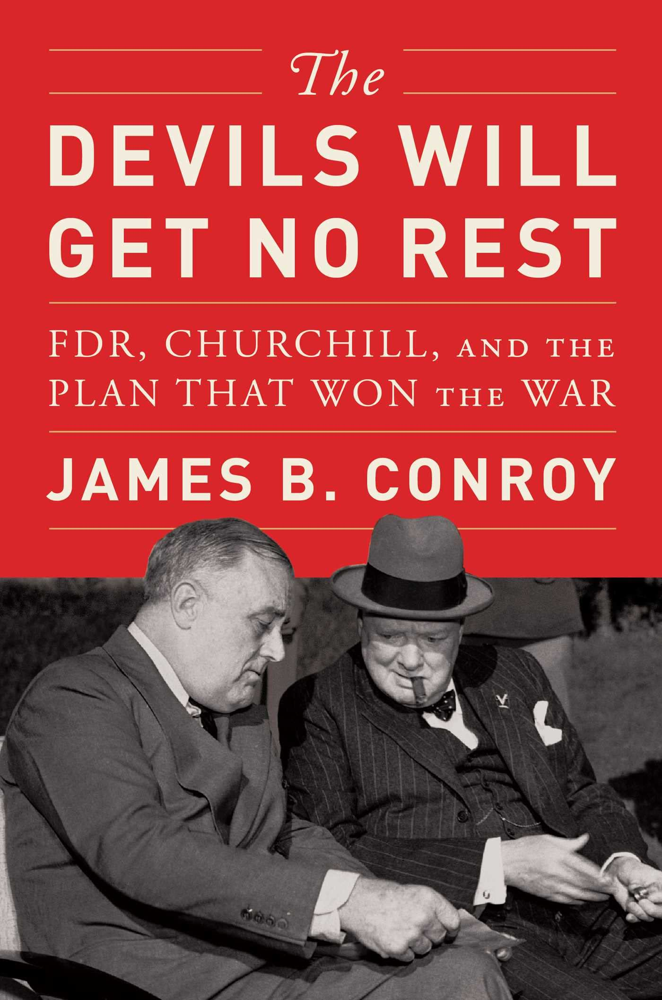 The
DEVILS WILL
GET NO REST
FDR, CHURCHILL, AND THE
PLAN THAT WON THE WAR
JAMES B. CONROY
V